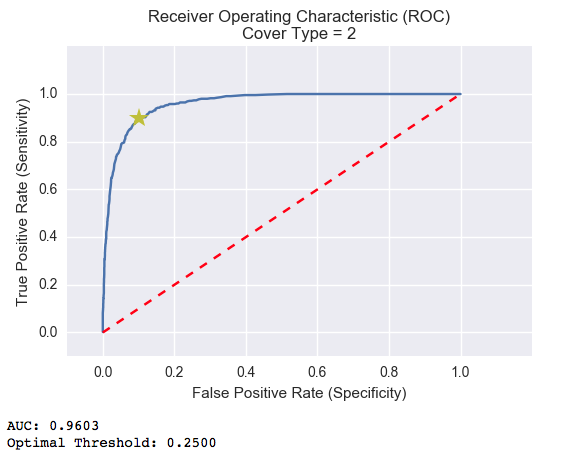 Receiver Operating Characteristic (ROC)
Cover Type = 2
True Positive Rate (Sensitivity)
1.0
0.8
0.6
0.4
0.2
0.0
0.0 0.2 0.4 0.6 0.8 1.0
False Positive Rate (Specificity)
AUC: 0.9603
Optimal Threshold: 0.2500